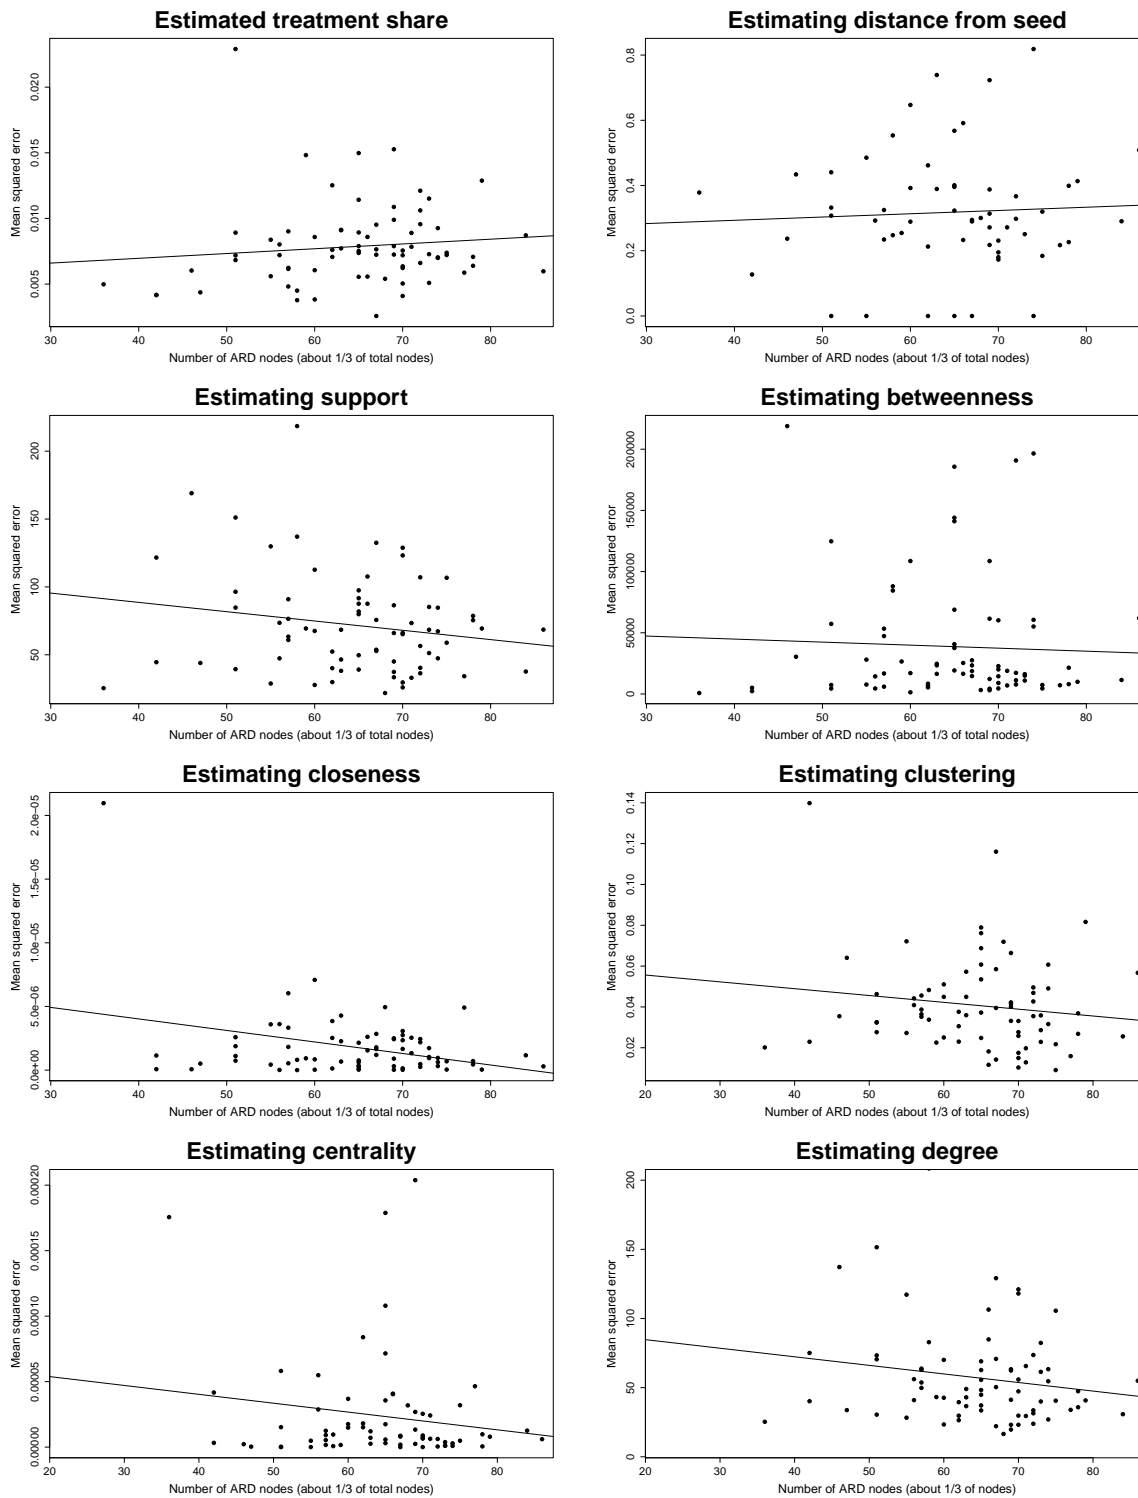 Estimated treatment share
Mean squared error
0.005 0.010 0.015 0.020
30 40 50 60 70 80
Number of ARD nodes (about 1/3 of total nodes)
Estimating distance from seed
Mean squared error
0.0 0.2 0.4 0.6 0.8
30 40 50 60 70 80
Number of ARD nodes (about 1/3 of total nodes)
Estimating support
Mean squared error
50 100 150 200
30 40 50 60 70 80
Number of ARD nodes (about 1/3 of total nodes)
Estimating betweenness
Mean squared error
0 50000 100000 150000 200000
30 40 50 60 70 80
Number of ARD nodes (about 1/3 of total nodes)
Estimating closeness
Mean squared error
0.0e+00 5.0e−06 1.0e−05 1.5e−05 2.0e−05
30 40 50 60 70 80
Number of ARD nodes (about 1/3 of total nodes)
Estimating clustering
Mean squared error
0.02 0.04 0.06 0.08 0.10 0.12 0.14
20 30 40 50 60 70 80
Number of ARD nodes (about 1/3 of total nodes)
Estimating centrality
Mean squared error
0.00000 0.00005 0.00010 0.00015 0.00020
20 30 40 50 60 70 80
Number of ARD nodes (about 1/3 of total nodes)
Estimating degree
Mean squared error
0 50 100 150 200
20 30 40 50 60 70 80
Number of ARD nodes (about 1/3 of nodes)